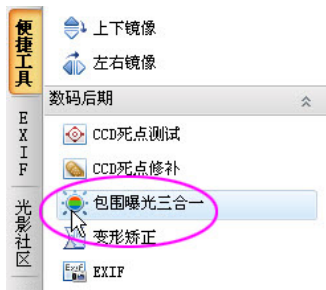 便捷工具
EXIF
光影社区
上下镜像
左右镜像
数码后期
CCD死点测试
CCD死点修补
包围曝光三合一
变形矫正
Exif
EXIF